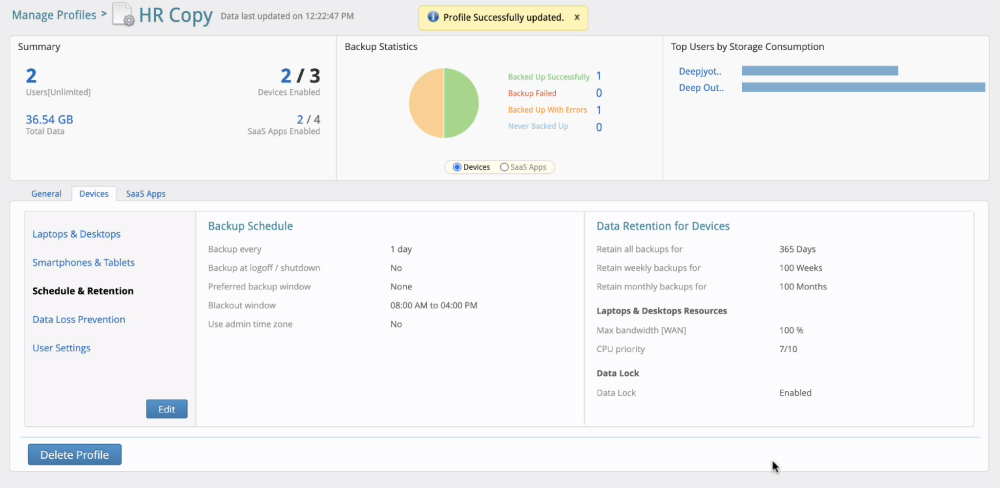 Manage Profiles > HR Copy Data last updated on 12:22:47 PM
Profile Successfully updated. x
Summary
2
Users[Unlimited]
2 / 3
Devices Enabled
36.54 GB
Total Data
2 / 4
SaaS Apps Enabled
Backup Statistics
Backed Up Successfully 1
Backup Failed 0
Backed Up With Errors 1
Never Backed Up 0
Devices SaaS Apps
Top Users by Storage Consumption
Deepjyot..
Deep Out..
General Devices SaaS Apps
Laptops & Desktops
Smartphones & Tablets
Schedule & Retention
Data Loss Prevention
User Settings
Edit
Backup Schedule
Backup every 1 day
Backup at logoff / shutdown No
Preferred backup window None
Blackout window 08:00 AM to 04:00 PM
Use admin time zone No
Data Retention for Devices
Retain all backups for 365 Days
Retain weekly backups for 100 Weeks
Retain monthly backups for 100 Months
Laptops & Desktops Resources
Max bandwidth [WAN] 100 %
CPU priority 7/10
Data Lock
Data Lock Enabled
Delete Profile